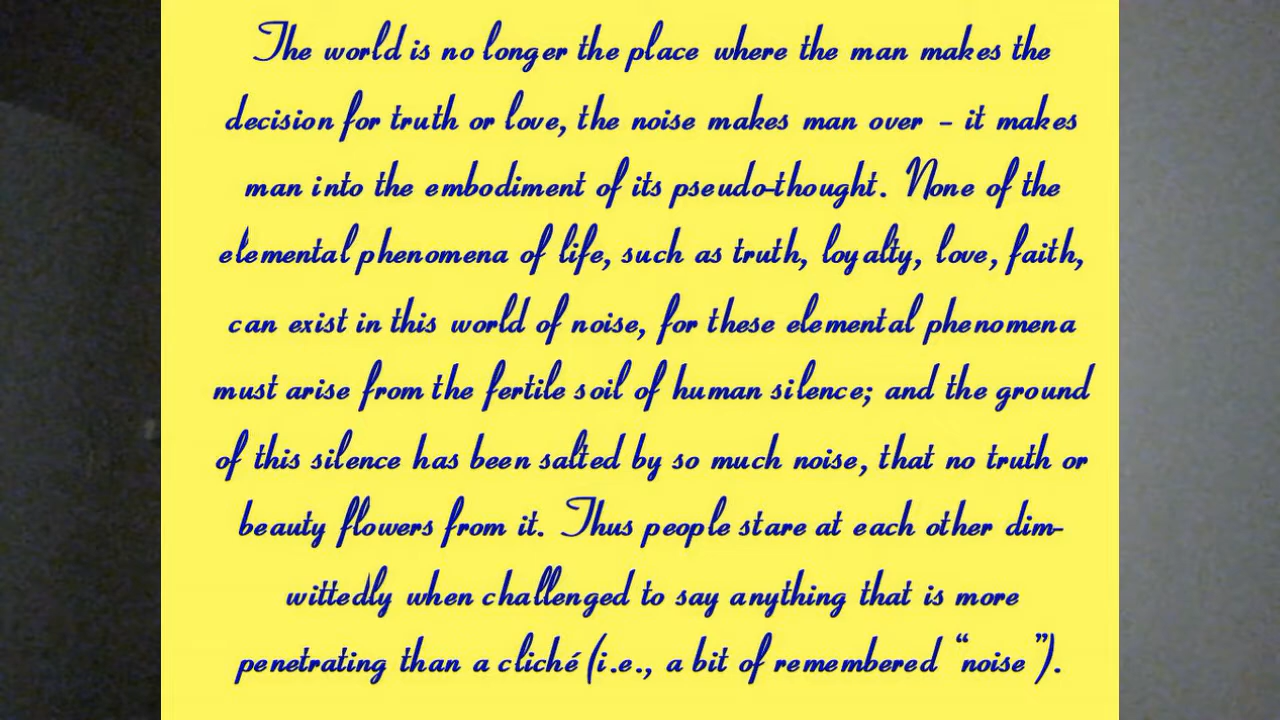 The world is no longer the place where the man makes the
decision for truth or love, the noise makes man over - it makes
man into the embodiment of its pseudo-thought. None of the
elemental phenomena of life, such as truth, loyalty, love, faith,
can exist in this world of noise, for these elemental phenomena
must arise from the fertile soil of human silence; and the ground
of this silence has been salted by so much noise, that no truth or
beauty flowers from it. Thus people stare at each other dim-
wittedly when challenged to say anything that is more
penetrating than a cliché (i.e., a bit of remembered “noise”).